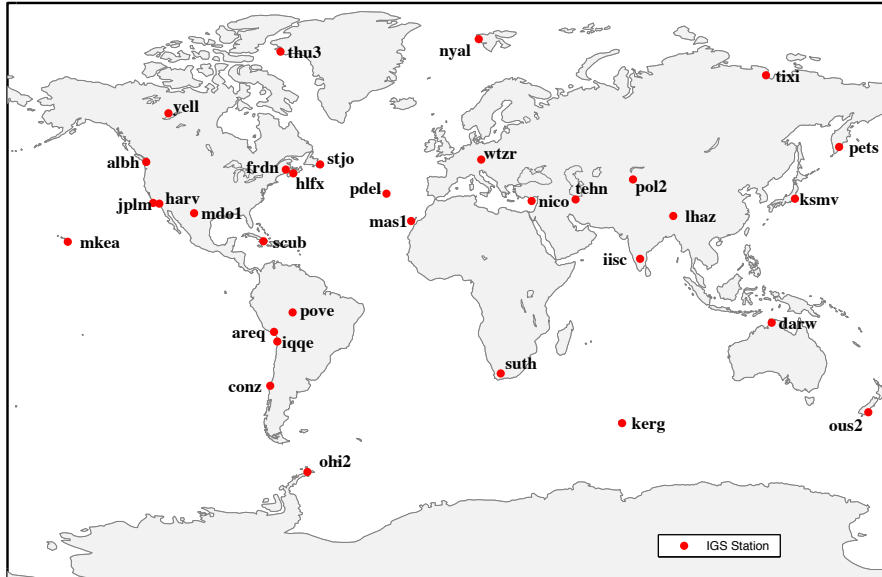 nyal
thu3
tixi
yell
pets
albh
frdn
stjo
wtzr
hlfx
pol2
tehn
pdel
nico
ksmv
jplm
harv
mdo1
mas1
lhaz
mkea
scub
iisc
pove
darw
areq
iqqe
suth
conz
kerg
ous2
ohi2
IGS Station